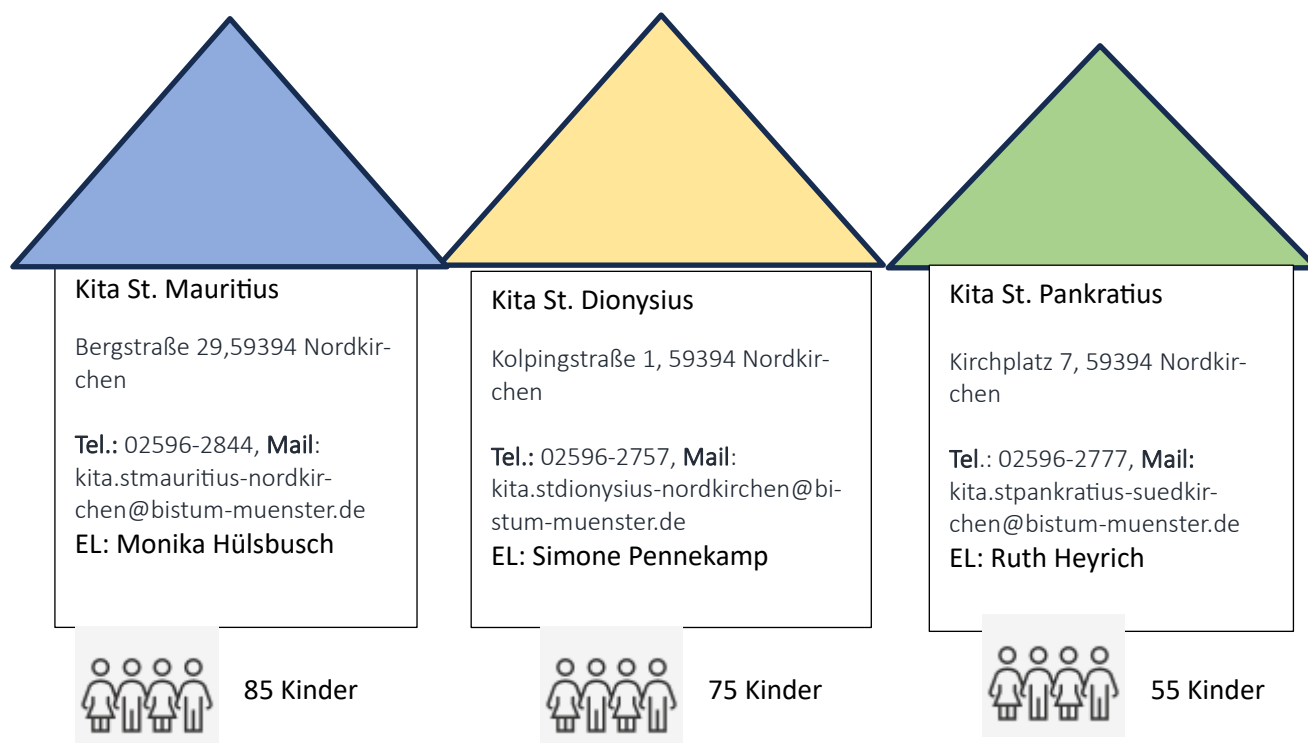 Kita St. Mauritius
Bergstraße 29,59394 Nordkir-
chen
Tel.: 02596-2844, Mail:
kita.stmauritius-nordkir-
chen@bistum-muenster.de
EL: Monika Hülsbusch
85 Kinder
Kita St. Dionysius
Kolpingstraße 1, 59394 Nordkir-
chen
Tel.: 02596-2757, Mail:
kita.stdionysius-nordkirchen@bi-
stum-muenster.de
EL: Simone Pennekamp
75 Kinder
Kita St. Pankratius
Kirchplatz 7, 59394 Nordkir-
chen
Tel.: 02596-2777, Mail:
kita.stpankratius-suedkir-
chen@bistum-muenster.de
EL: Ruth Heyrich
55 Kinder